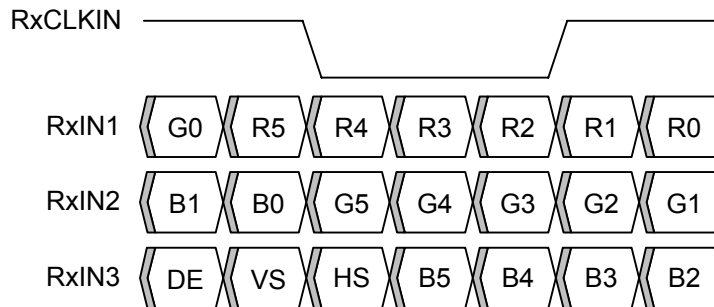 RxCLKIN
RxIN1 G0 R5 R4 R3 R2 R1 R0
RxIN2 B1 B0 G5 G4 G3 G2 G1
RxIN3 DE VS HS B5 B4 B3 B2